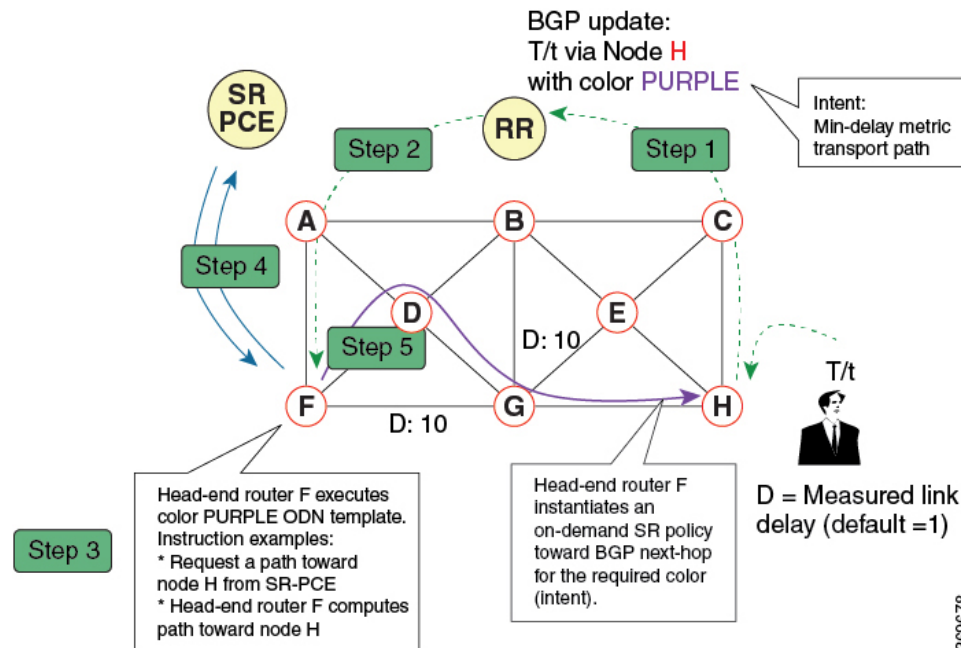 BGP update:
T/t via Node H
with color PURPLE
Intent:
Min-delay metric
transport path
SR
PCE
RR
Step 2
Step 1
A
B
C
Step 4
D
E
Step 5
D: 10
T/t
F
G
H
D: 10
D = Measured link
delay (default =1)
Step 3
Head-end router F executes
color PURPLE ODN template.
Instruction examples:
* Request a path toward
node H from SR-PCE
* Head-end router F computes
path toward node H
Head-end router F
instantiates an
on-demand SR policy
toward BGP next-hop
for the required color
(intent).